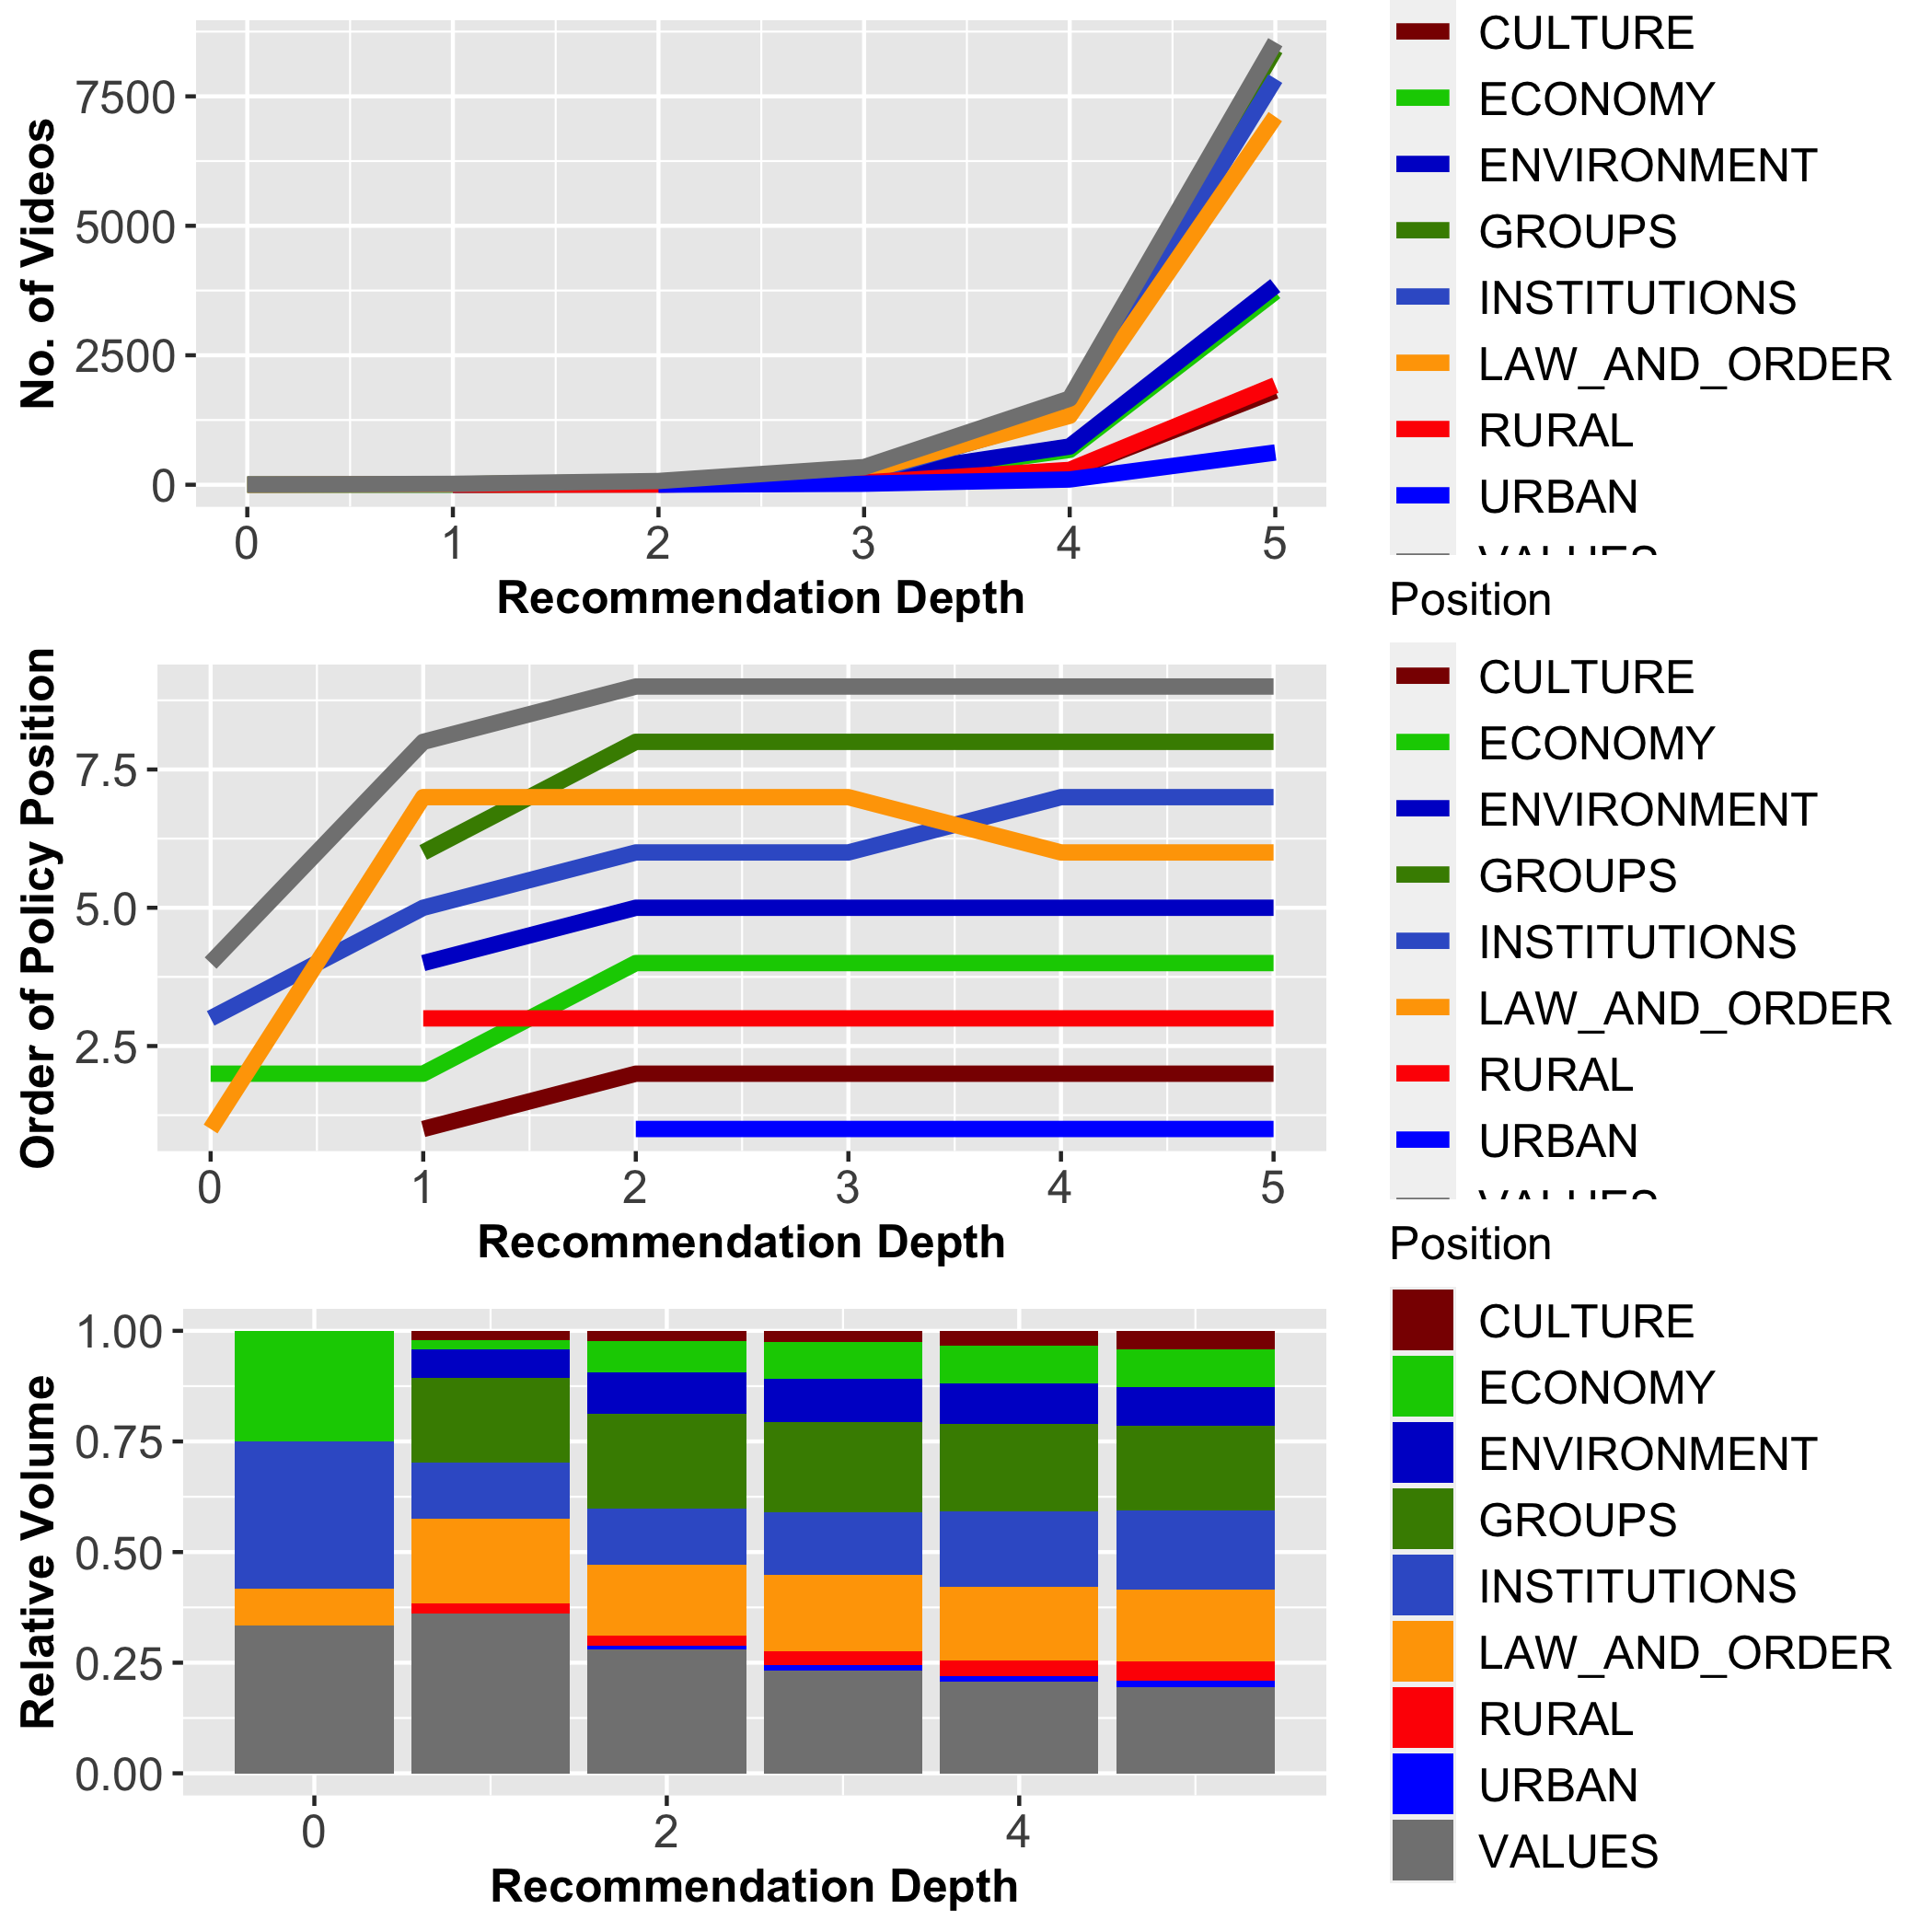 No. of Videos
7500
5000
2500
0
0 1 2 3 4 5
Recommendation Depth
CULTURE
ECONOMY
ENVIRONMENT
GROUPS
INSTITUTIONS
LAW_AND_ORDER
RURAL
URBAN
VALUES
Order of Policy Position
7.5
5.0
2.5
0 1 2 3 4 5
Recommendation Depth
Position
CULTURE
ECONOMY
ENVIRONMENT
GROUPS
INSTITUTIONS
LAW_AND_ORDER
RURAL
URBAN
VALUES
Relative Volume
1.00
0.75
0.50
0.25
0.00
0 2 4
Recommendation Depth
Position
CULTURE
ECONOMY
ENVIRONMENT
GROUPS
INSTITUTIONS
LAW_AND_ORDER
RURAL
URBAN
VALUES